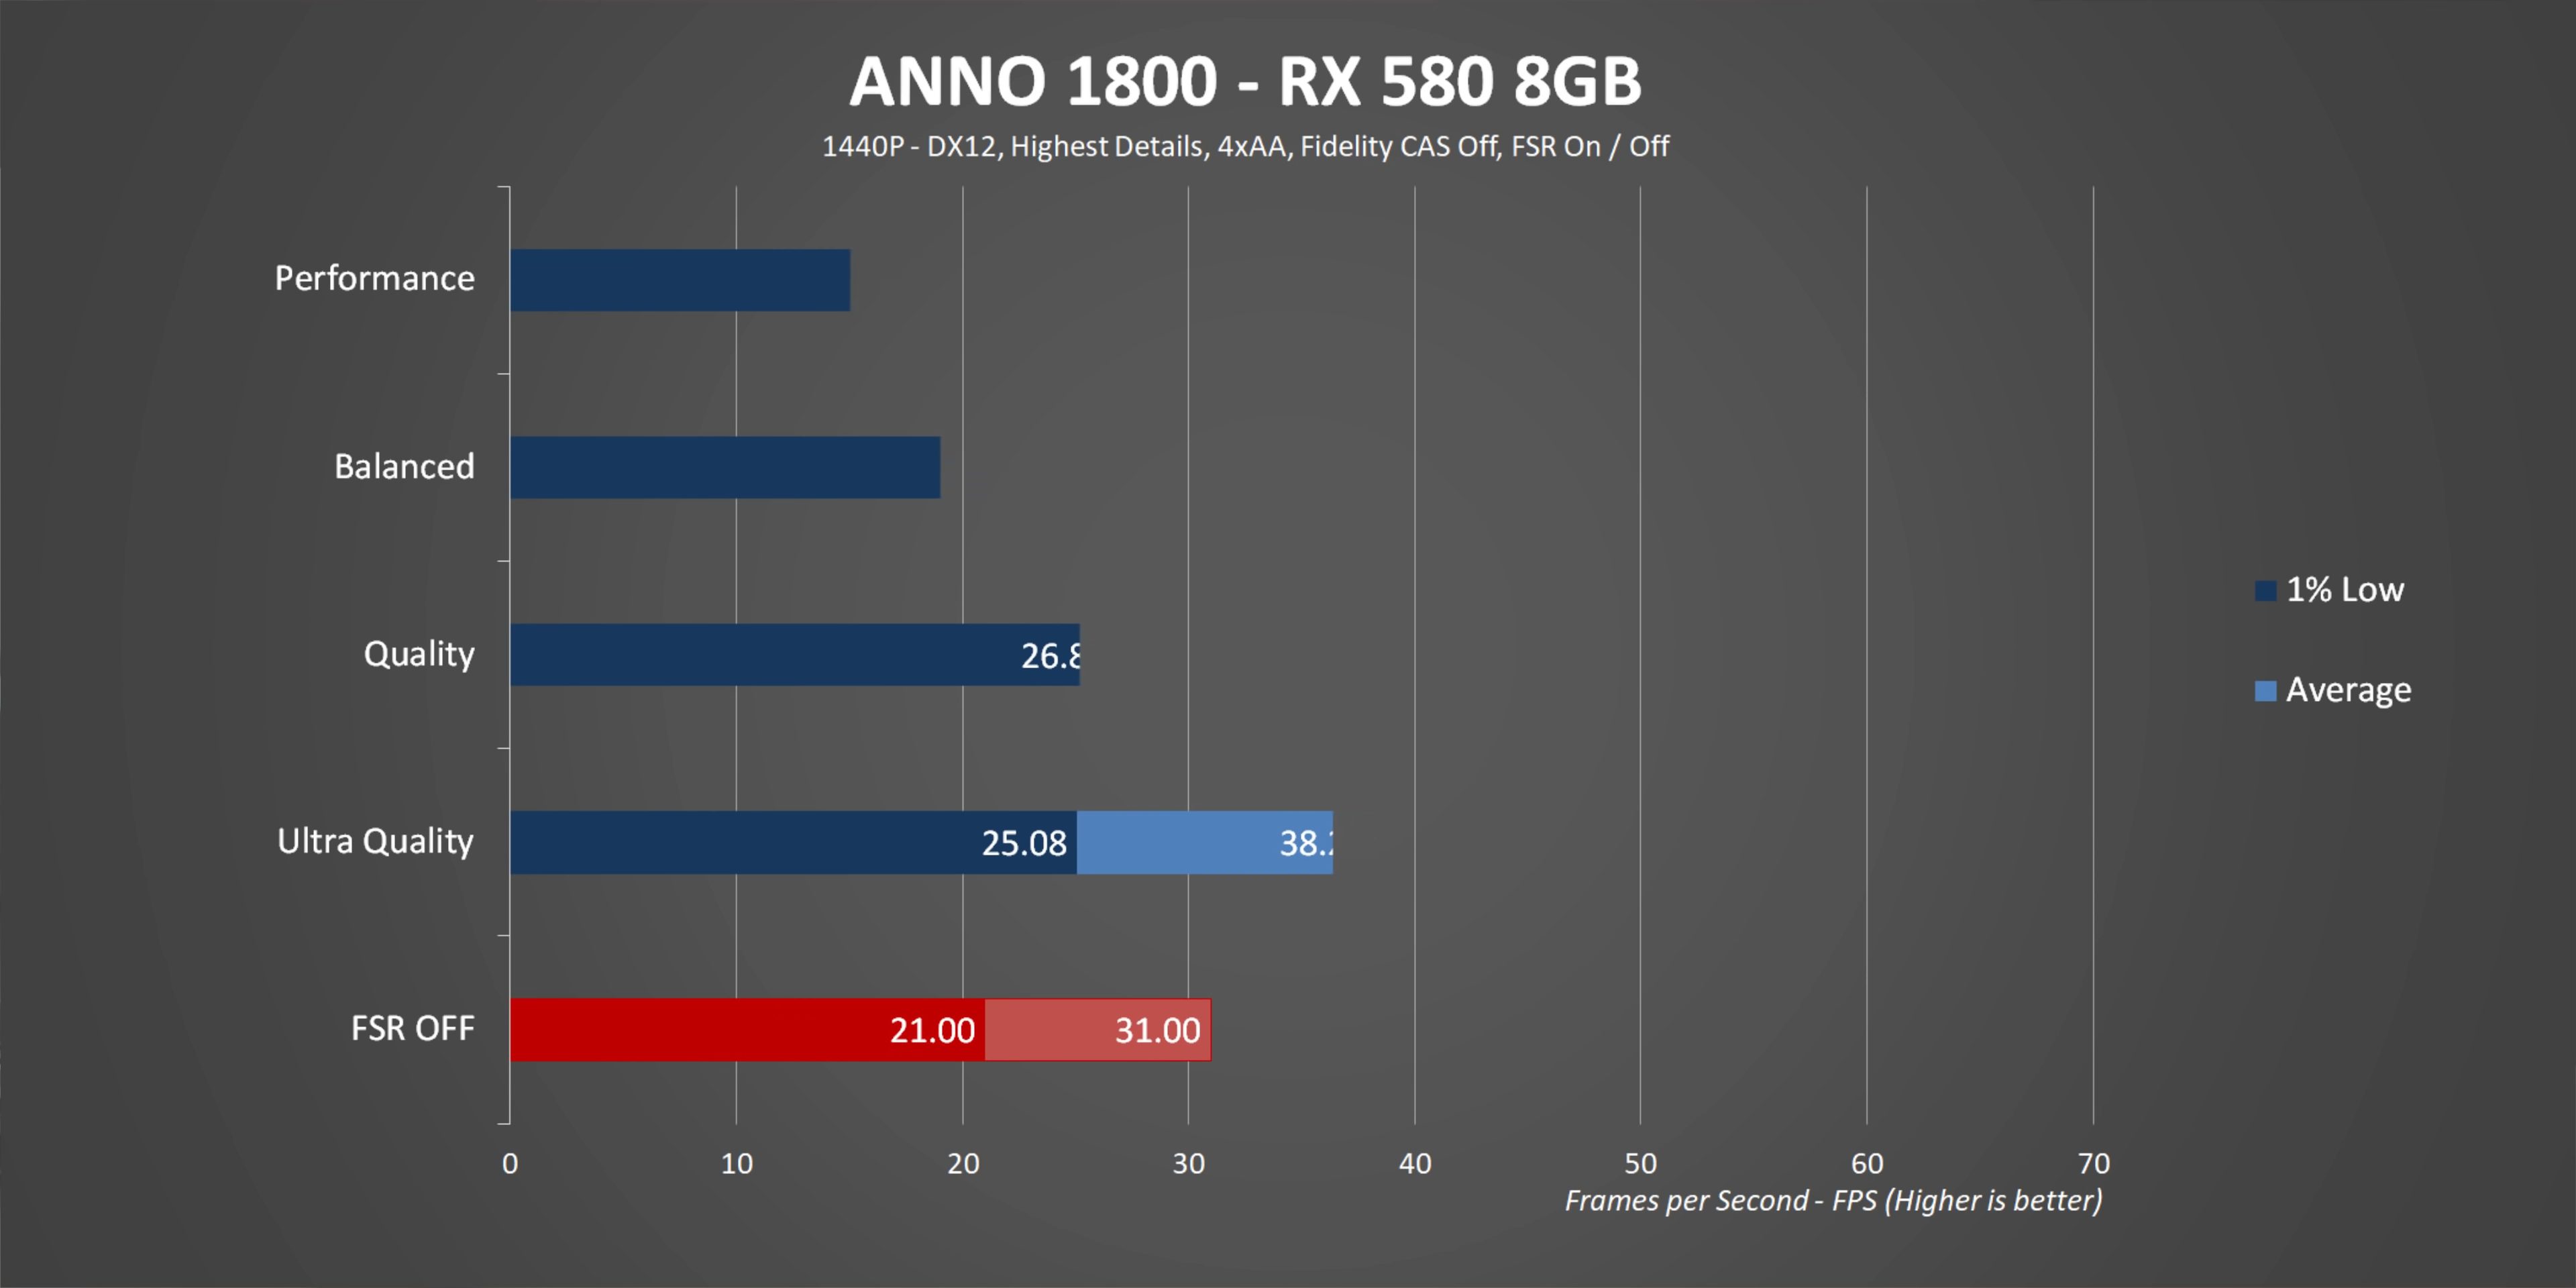 ANNO 1800 - RX 580 8GB
1440P - DX12, Highest Details, 4xAA, Fidelity CAS Off, FSR On / Off
Performance
Balanced
Quality
26.8
Ultra Quality
25.08
FSR OFF
21.00 31.00
1% Low
Average
0 10 20 30 40 50 60 70
Frames per Second - FPS (Higher is better)